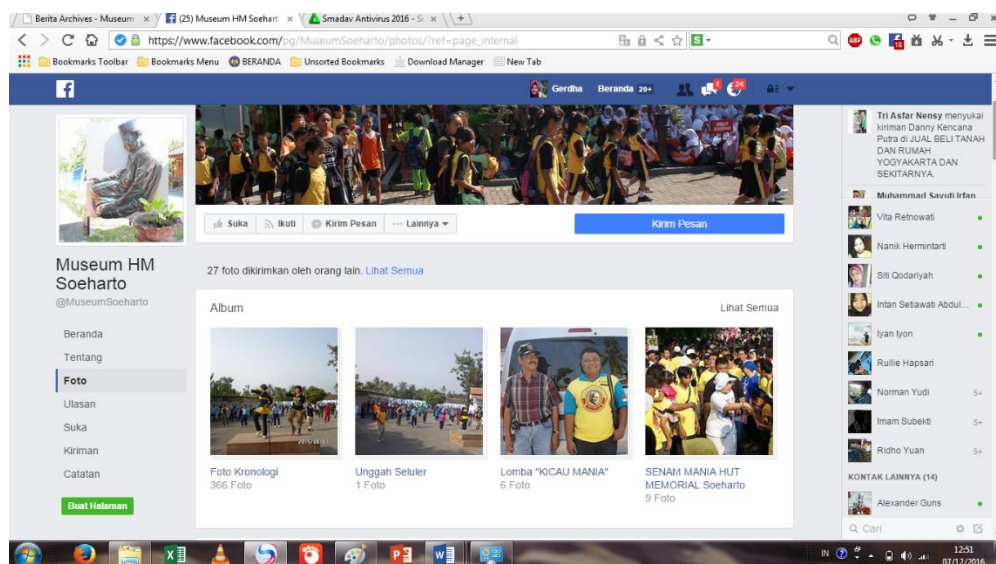 Berita Archives - Museum
(25) Museum HM Soehart
Smadav Antivirus 2016 - Si
https://www.facebook.com/pg/MuseumSoeharto/photos/?ref=page_internal
Bookmarks Toolbar
Bookmarks Menu
BERANDA
Unsorted Bookmarks
Download Manager
New Tab
Gerdha
Beranda 20+
1
24
Suka
Ikuti
Kirim Pesan
Lainnya
Kirim Pesan
Museum HM
Soeharto
@MuseumSoeharto
Beranda
Tentang
Foto
Ulasan
Suka
Kiriman
Catatan
Buat Halaman
27 foto dikirimkan oleh orang lain. Lihat Semua
Album
Lihat Semua
Foto Kronologi
366 Foto
Unggah Seluler
1 Foto
Lomba "KICAU MANIA"
6 Foto
SENAM MANIA HUT
MEMORIAL Soeharto
9 Foto
Tri Asfar Nensy menyukai
kiriman Danny Kencana
Putra di JUAL BELI TANAH
DAN RUMAH
YOGYAKARTA DAN
SEKITARNYA.
Muhammad Sayuti Irfan
Vita Retnowati
Nanik Hermintarti
Siti Qodariyah
Intan Setiawati Abdul...
Iyan Iyon
Rullie Hapsari
Norman Yudi 5+
Imam Subekti 5+
Ridho Yuan 5+
KONTAK LAINNYA (14)
Alexander Guns
Cari
IN
12:51
07/12/2016